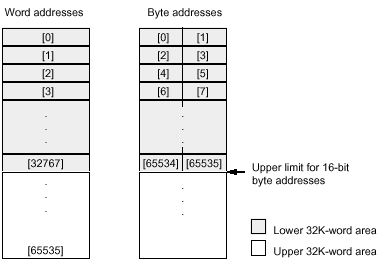 Word addresses Byte addresses
[0] [0] [1]
[1] [2] [3]
[2] [4] [5]
[3] [6] [7]
. .
. .
. .
[32767] [65534] [65535]
Upper limit for 16-bit
byte addresses
. .
. .
. .
[65535]
Lower 32K-word area
Upper 32K-word area